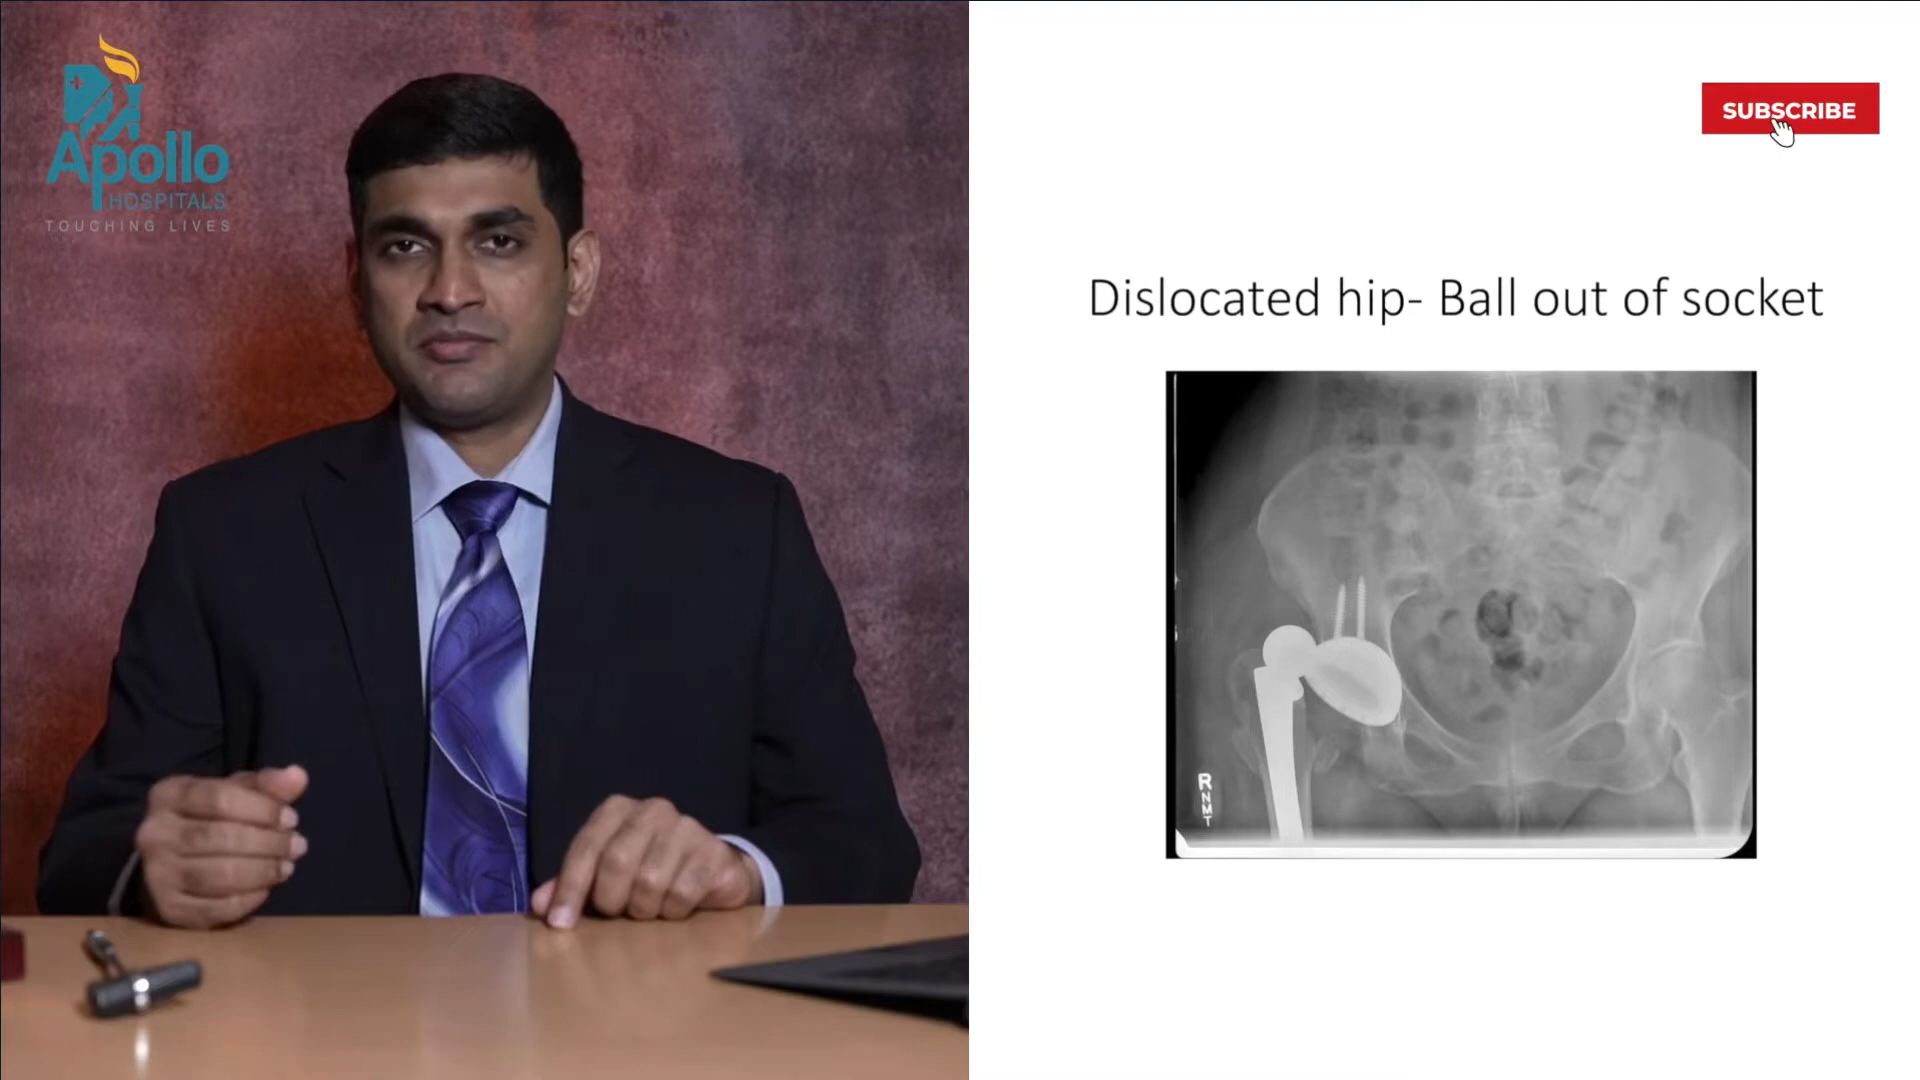 Apollo
HOSPITALS
TOUCHING LIVES
SUBSCRIBE
Dislocated hip- Ball out of socket
R
N
M
T